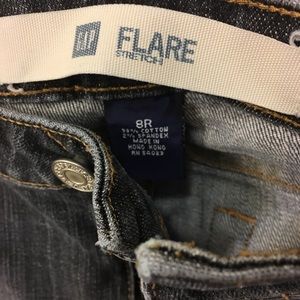 FLARE
STRETCH
8R
98% COTTON
2% SPANDEX
MADE IN
HONG KONG
RN 54023